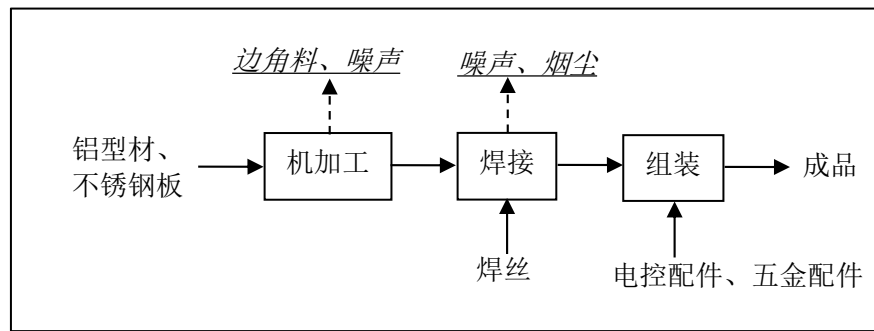 边角料、噪声
噪声、烟尘
铝型材、
不锈钢板
机加工
焊接
组装
成品
焊丝
电控配件、五金配件